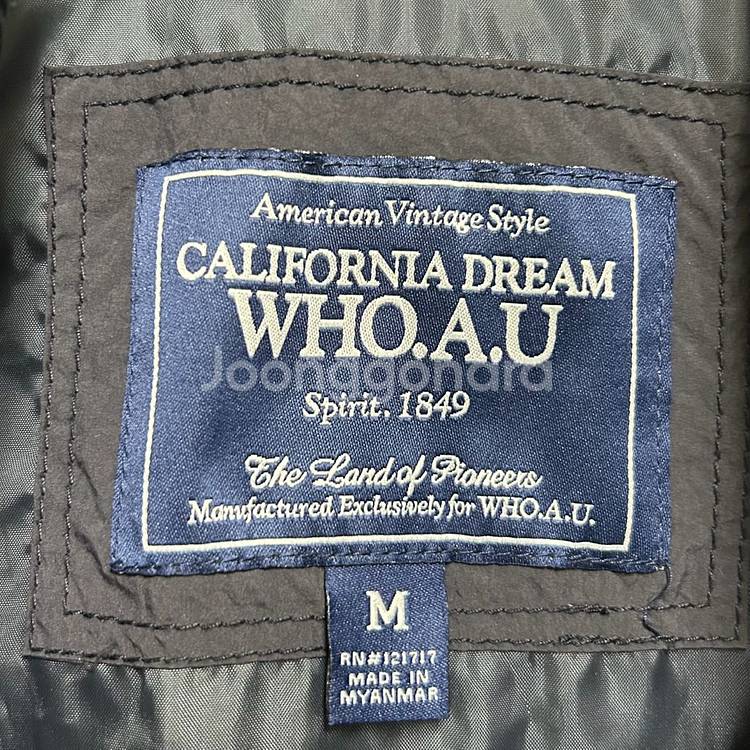 American Vintage Style
CALIFORNIA DREAM
WHO.A.U
Joonggonara
Spirit. 1849
The Land of Pioneers
Manufactured Exclusively for WHO.A.U.
M
RN#121717
MADE IN
MYANMAR